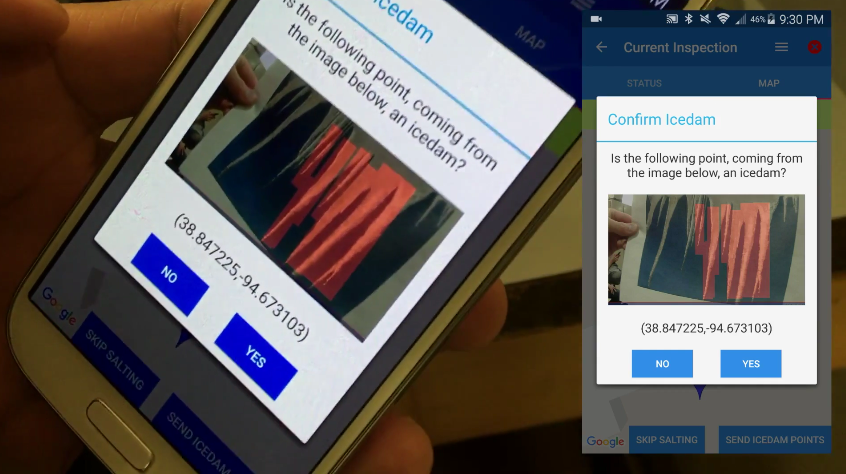 Icedam
MAP
Is the following point, coming from
the image below, an icedam?
(38.847225,-94.673103)
NO
YES
Google
SKIP SALTING
SEND ICEDAM
46%
9:30 PM
Current Inspection
STATUS
MAP
Confirm Icedam
Is the following point, coming from
the image below, an icedam?
(38.847225,-94.673103)
NO
YES
Google
SKIP SALTING
SEND ICEDAM POINTS